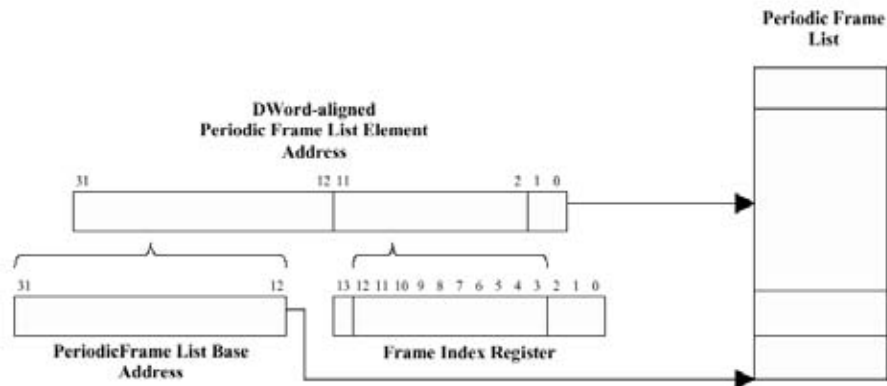 Periodic Frame
List
DWord-aligned
Periodic Frame List Element
Address
31 12 11 2 1 0
31 12 13 12 11 10 9 8 7 6 5 4 3 2 1 0
PeriodicFrame List Base
Address
Frame Index Register